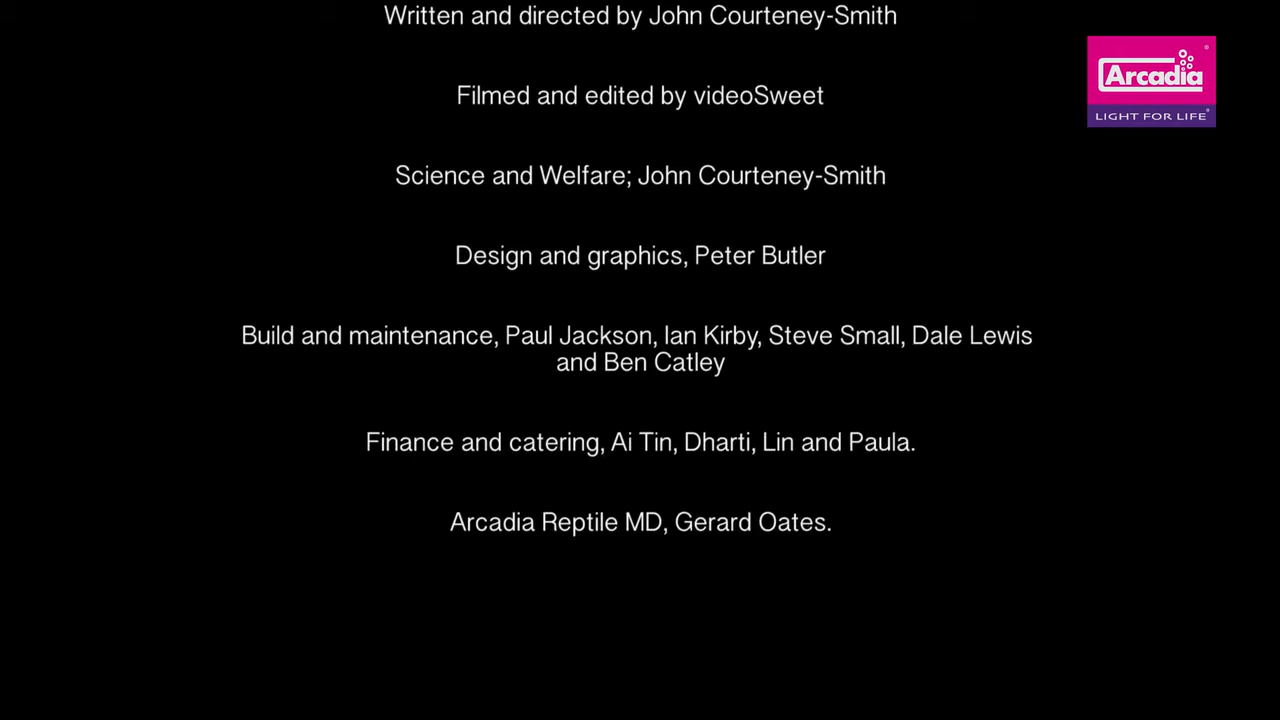 Written and directed by John Courteney-Smith
Arcadia
LIGHT FOR LIFE
Filmed and edited by videoSweet
Science and Welfare; John Courteney-Smith
Design and graphics, Peter Butler
Build and maintenance, Paul Jackson, Ian Kirby, Steve Small, Dale Lewis
and Ben Catley
Finance and catering, Ai Tin, Dharti, Lin and Paula.
Arcadia Reptile MD, Gerard Oates.